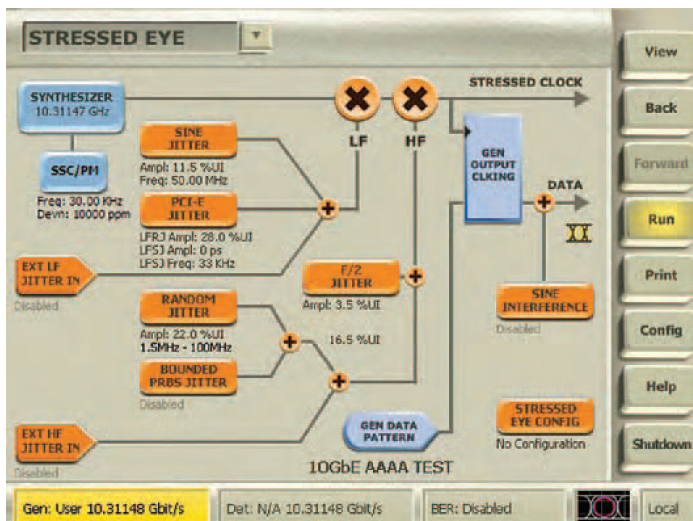 STRESSED EYE
View
Back
Forward
Run
Print
Config
Help
Shutdown
SYNTHESIZER
10.31147 GHz
SSC/PM
Freq: 30.00 KHz
Devn: 10000 ppm
SINE
JITTER
Ampl: 11.5 %UI
Freq: 50.00 MHz
PCI-E
JITTER
LFRJ Ampl: 28.0 %UI
LFSJ Ampl: 0 ps
LFSJ Freq: 33 KHz
LF
HF
STRESSED CLOCK
GEN
OUTPUT
CLKING
DATA
EXT LF
JITTER IN
Disabled
F/2
JITTER
Ampl: 3.5 %UI
SINE
INTERFERENCE
Disabled
RANDOM
JITTER
Ampl: 22.0 %UI
1.5MHz - 100MHz
16.5 %UI
BOUNDED
PRBS JITTER
Disabled
EXT HF
JITTER IN
Disabled
GEN DATA
PATTERN
10GbE AAAA TEST
STRESSED
EYE CONFIG
No Configuration
Gen: User 10.31148 Gbit/s
Det: N/A 10.31148 Gbit/s
BER: Disabled
Local